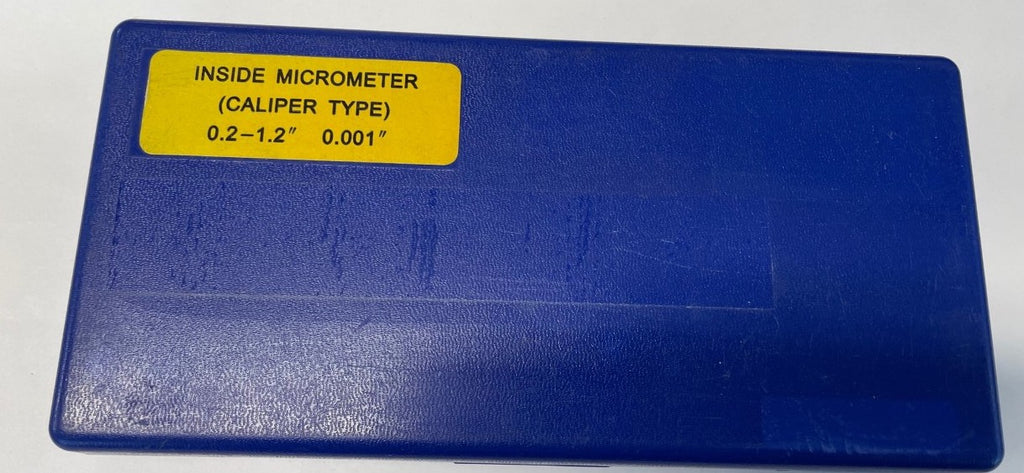 INSIDE MICROMETER
(CALIPER TYPE)
0.2-1.2" 0.001"